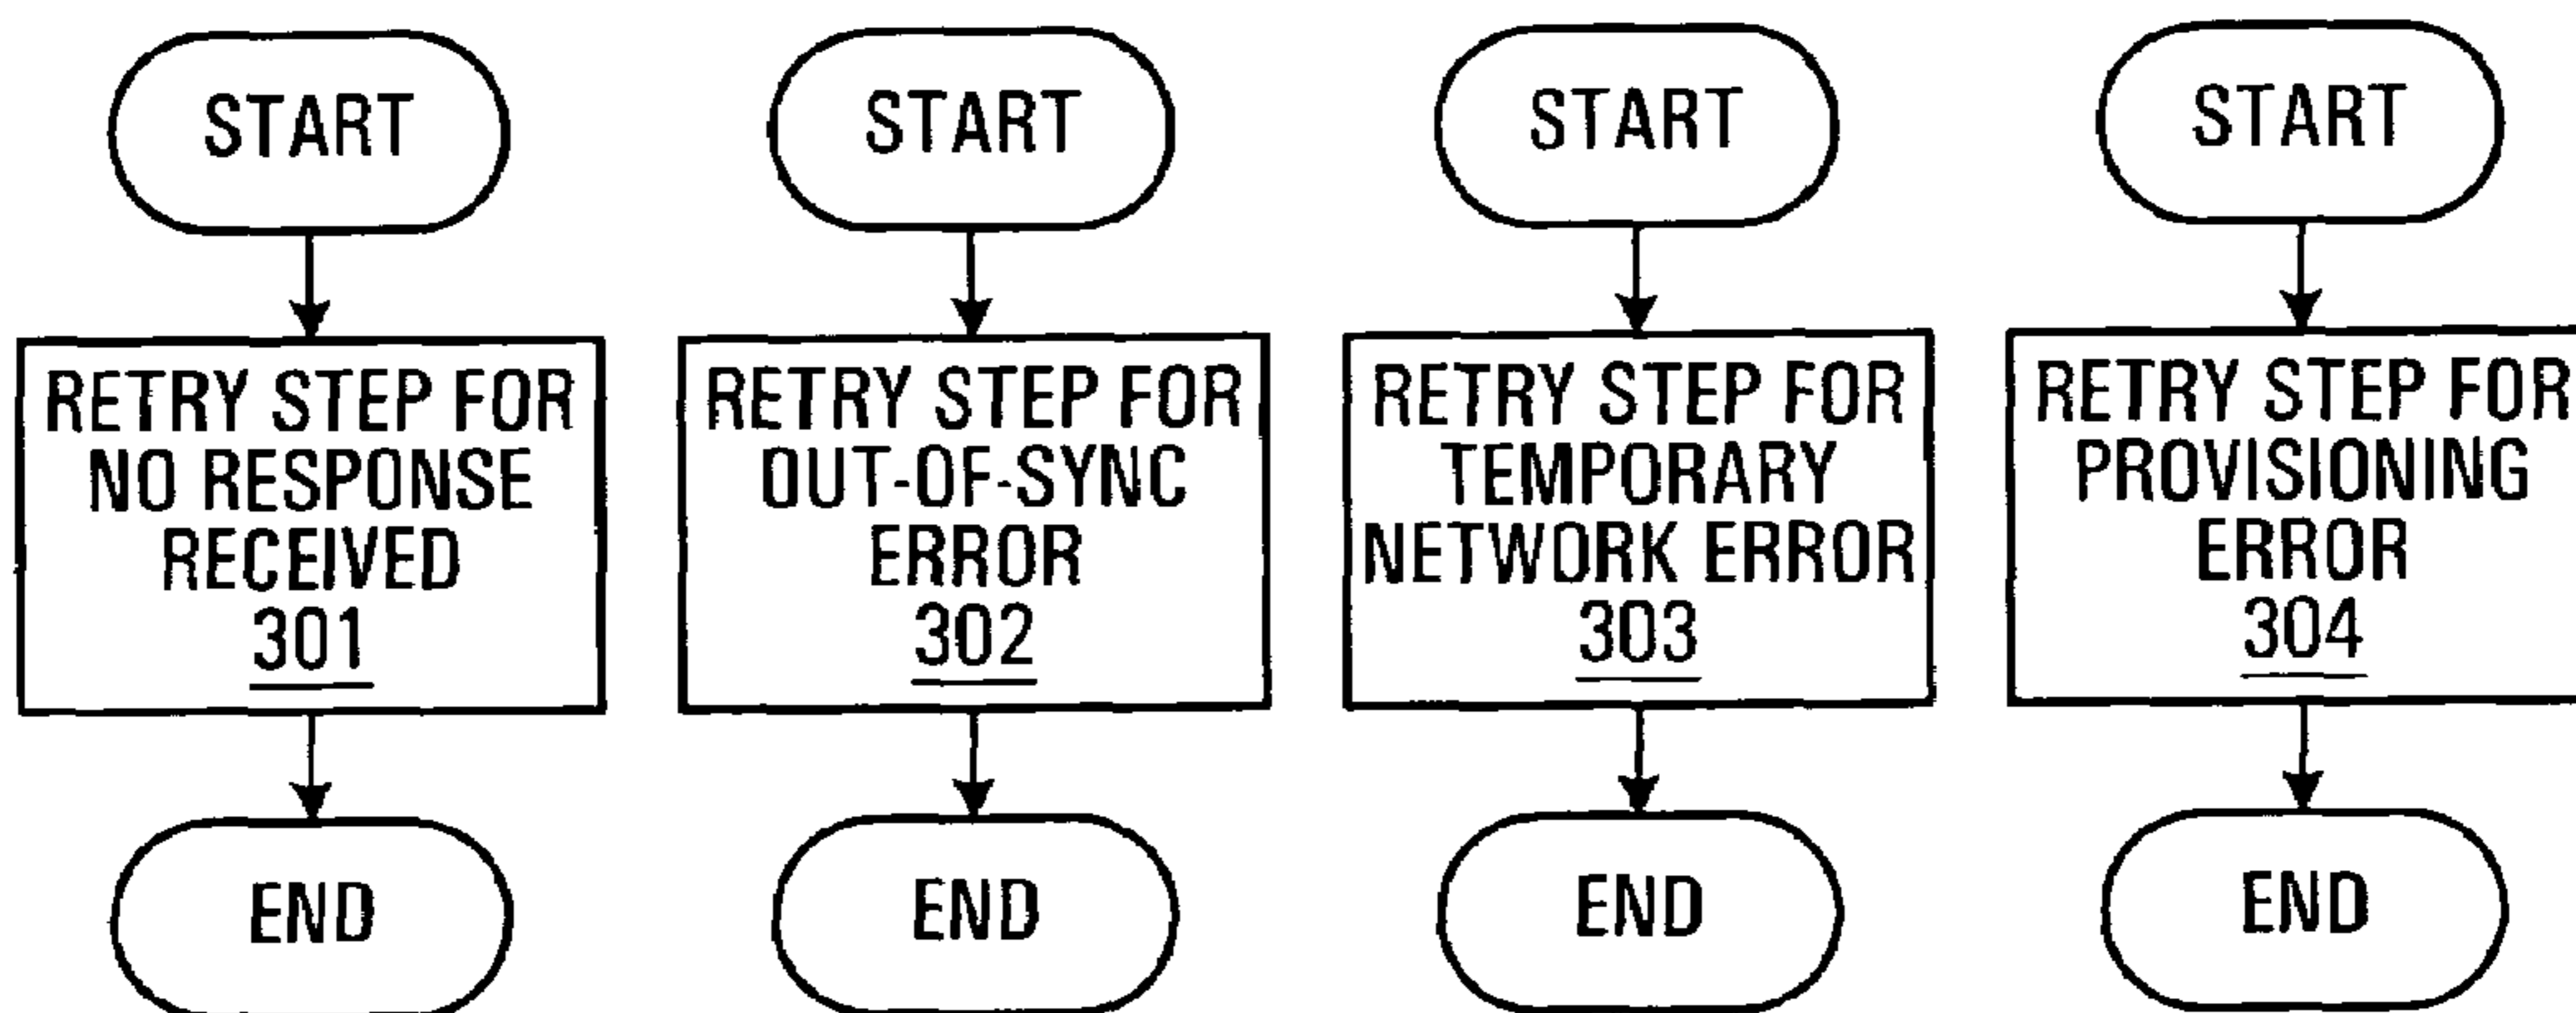 START
RETRY STEP FOR
NO RESPONSE
RECEIVED
301
END
START
RETRY STEP FOR
OUT-OF-SYNC
ERROR
302
END
START
RETRY STEP FOR
TEMPORARY
NETWORK ERROR
303
END
START
RETRY STEP FOR
PROVISIONING
ERROR
304
END